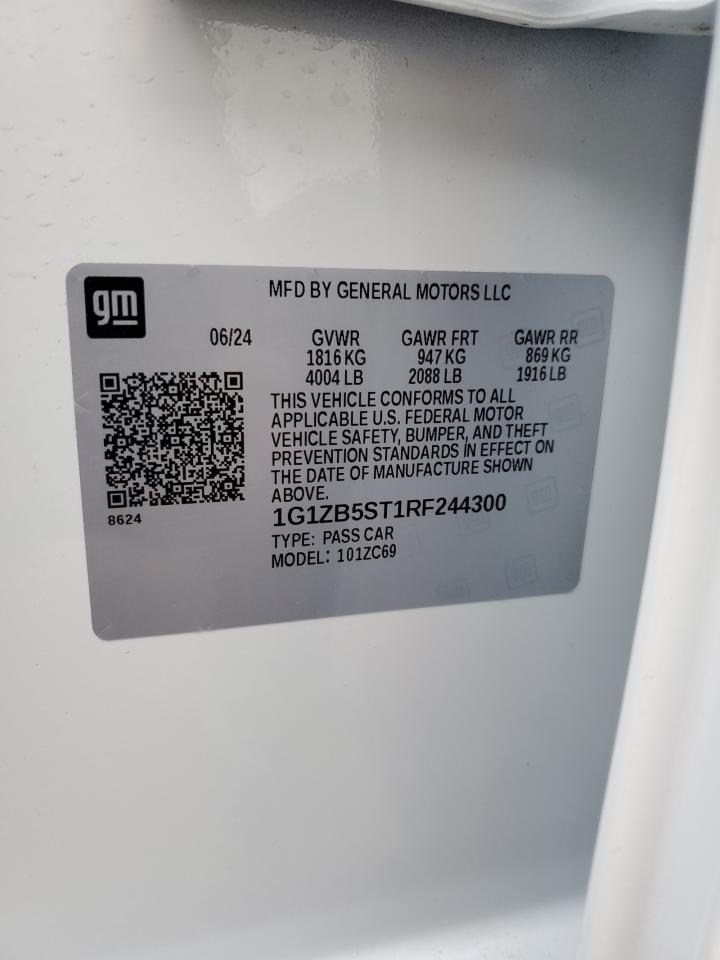 gm
MFD BY GENERAL MOTORS LLC
06/24 GVWR GAWR FRT GAWR RR
1816 KG 947 KG 869 KG
4004 LB 2088 LB 1916 LB
THIS VEHICLE CONFORMS TO ALL
APPLICABLE U.S. FEDERAL MOTOR
VEHICLE SAFETY, BUMPER, AND THEFT
PREVENTION STANDARDS IN EFFECT ON
THE DATE OF MANUFACTURE SHOWN
ABOVE.
8624
1G1ZB5ST1RF244300
TYPE: PASS CAR
MODEL: 101ZC69